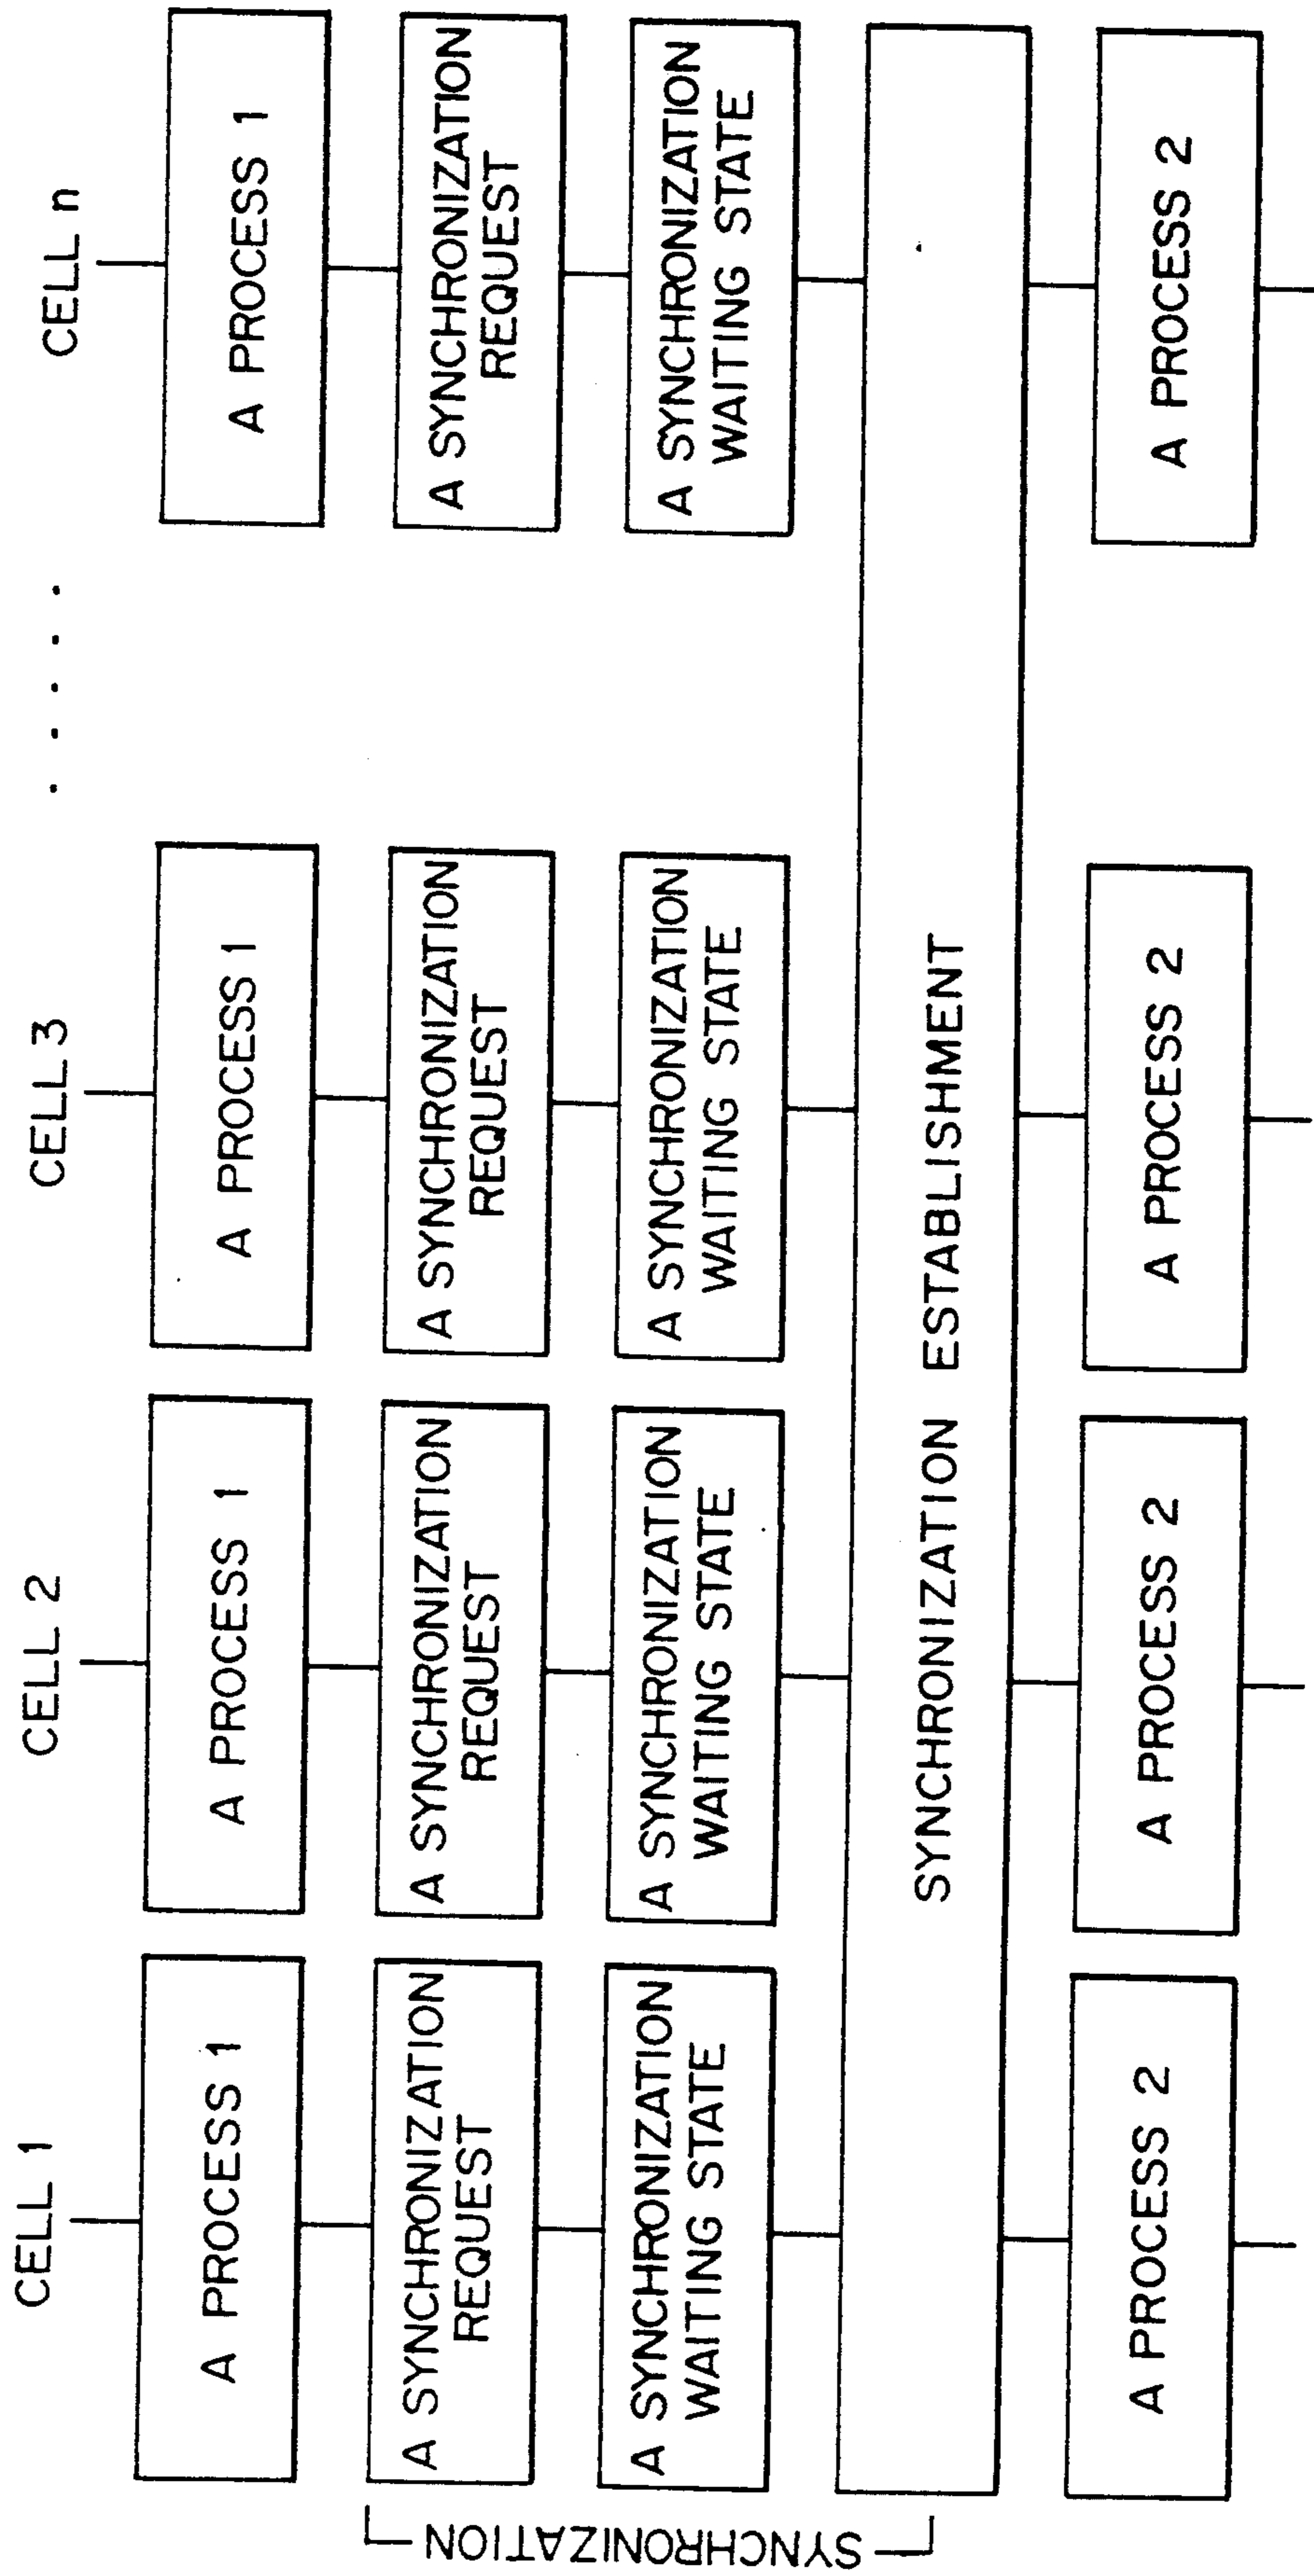 CELL 1
CELL 2
CELL 3
. . . . .
CELL n
A PROCESS 1
A PROCESS 1
A PROCESS 1
A PROCESS 1
SYNCHRONIZATION
A SYNCHRONIZATION
REQUEST
A SYNCHRONIZATION
REQUEST
A SYNCHRONIZATION
REQUEST
A SYNCHRONIZATION
REQUEST
A SYNCHRONIZATION
WAITING STATE
A SYNCHRONIZATION
WAITING STATE
A SYNCHRONIZATION
WAITING STATE
A SYNCHRONIZATION
WAITING STATE
SYNCHRONIZATION ESTABLISHMENT
A PROCESS 2
A PROCESS 2
A PROCESS 2
A PROCESS 2